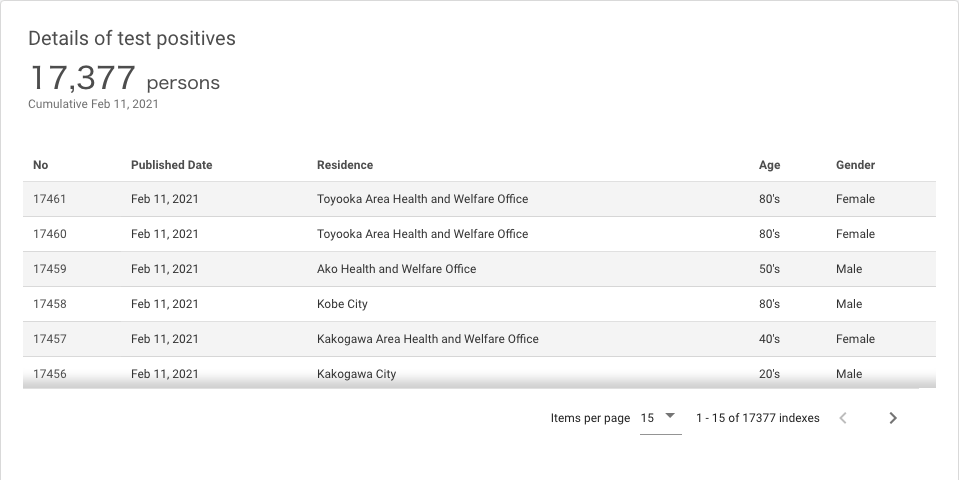 Details of test positives
17,377 persons
Cumulative Feb 11, 2021
No Published Date Residence Age Gender
17461 Feb 11, 2021 Toyooka Area Health and Welfare Office 80's Female
17460 Feb 11, 2021 Toyooka Area Health and Welfare Office 80's Female
17459 Feb 11, 2021 Ako Health and Welfare Office 50's Male
17458 Feb 11, 2021 Kobe City 80's Male
17457 Feb 11, 2021 Kakogawa Area Health and Welfare Office 40's Female
17456 Feb 11, 2021 Kakogawa City 20's Male
Items per page 15 1 - 15 of 17377 indexes